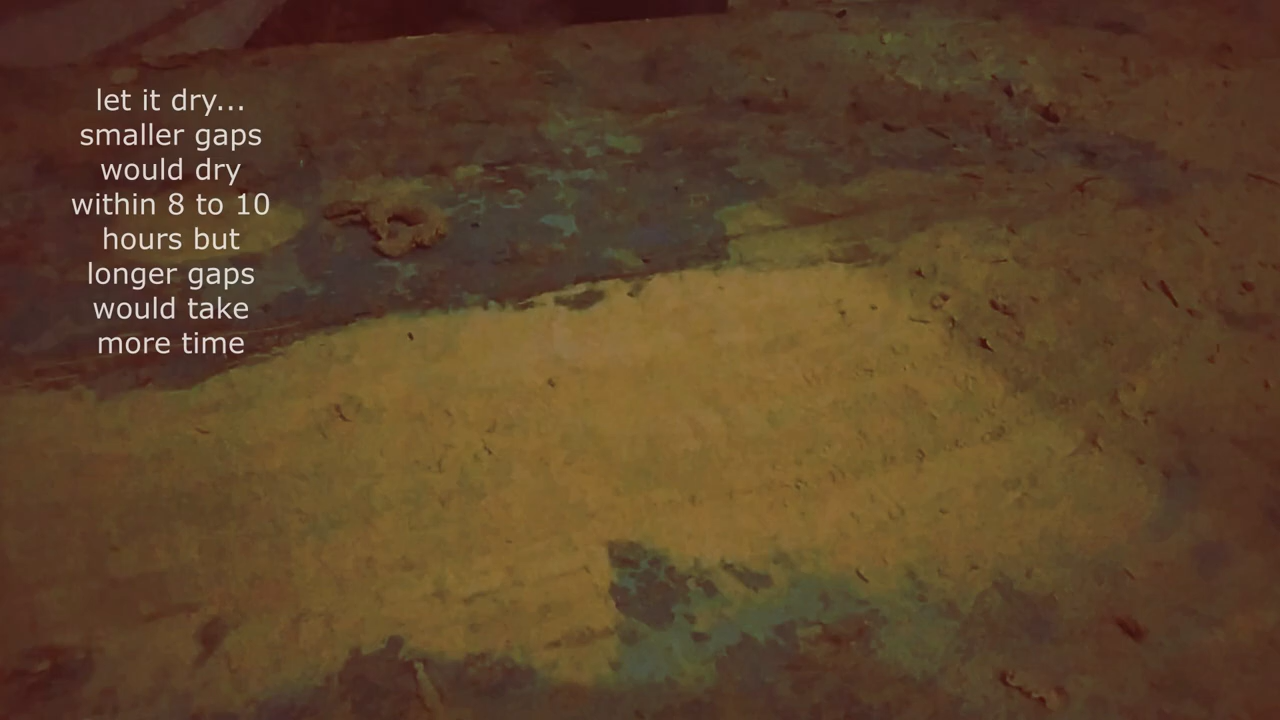 let it dry...
smaller gaps
would dry
within 8 to 10
hours but
longer gaps
would take
more time